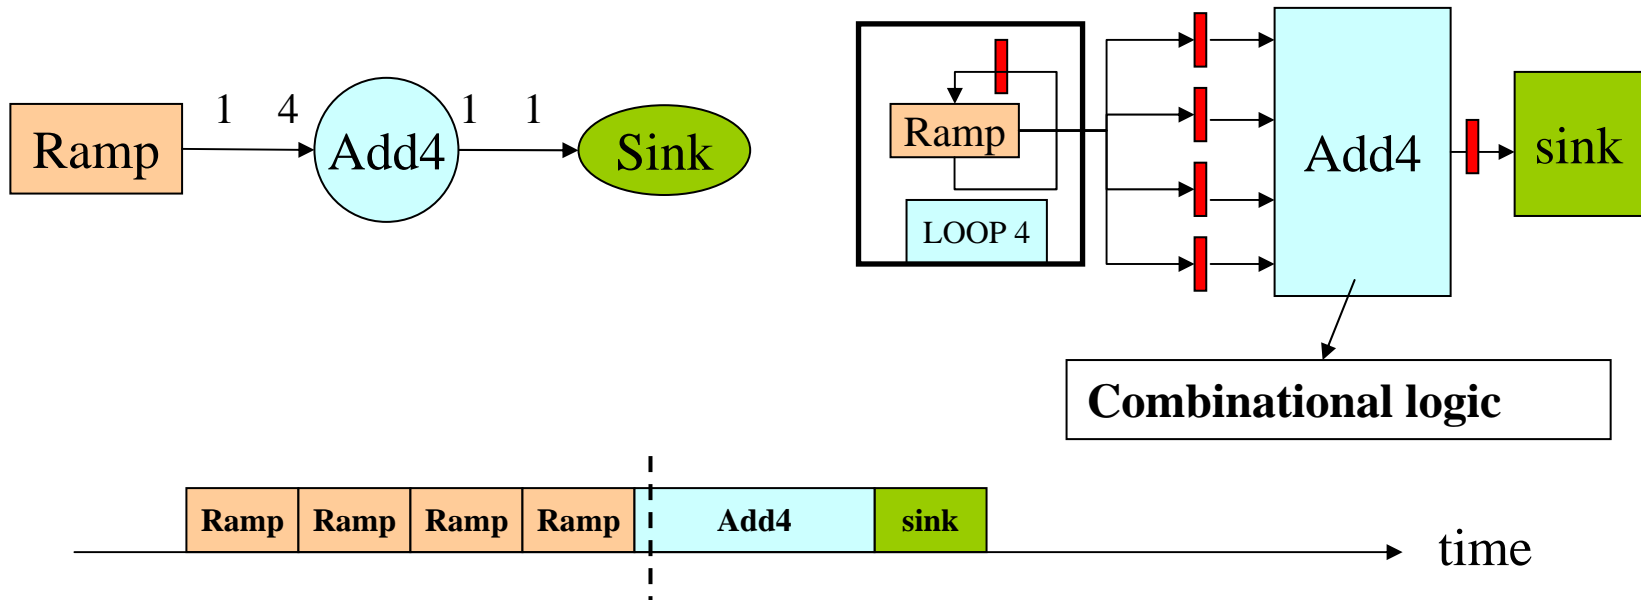 Ramp 1 4 Add4 1 1 Sink
Ramp
LOOP 4
Add4
sink
Combinational logic
Ramp Ramp Ramp Ramp Add4 sink
time